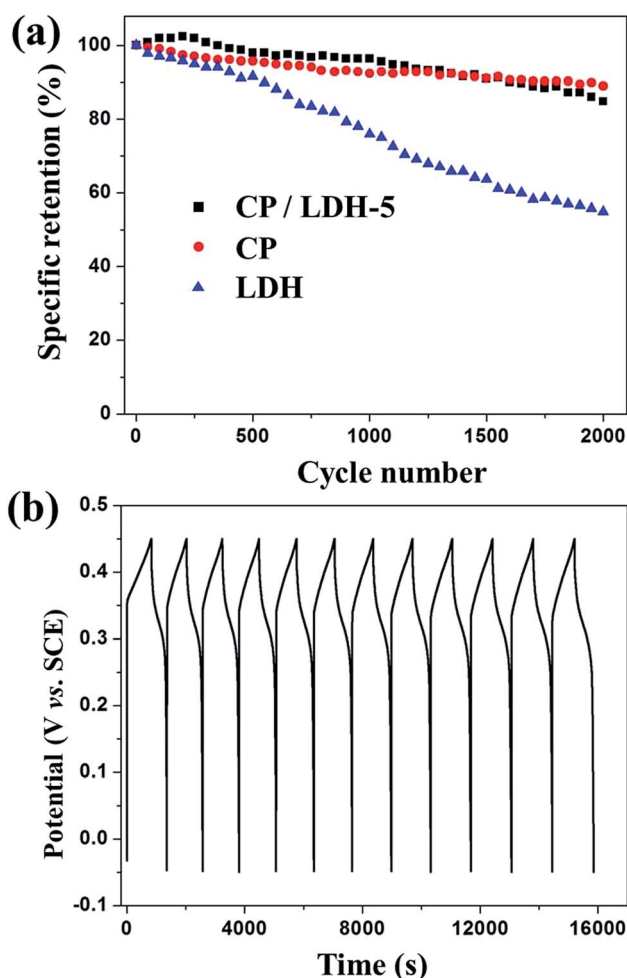 (a)
Specific retention (%)
100
80
60
40
20
0
CP / LDH-5
CP
LDH
0 500 1000 1500 2000
Cycle number
(b)
Potential (V vs. SCE)
0.5
0.4
0.3
0.2
0.1
0.0
-0.1
0 4000 8000 12000 16000
Time (s)